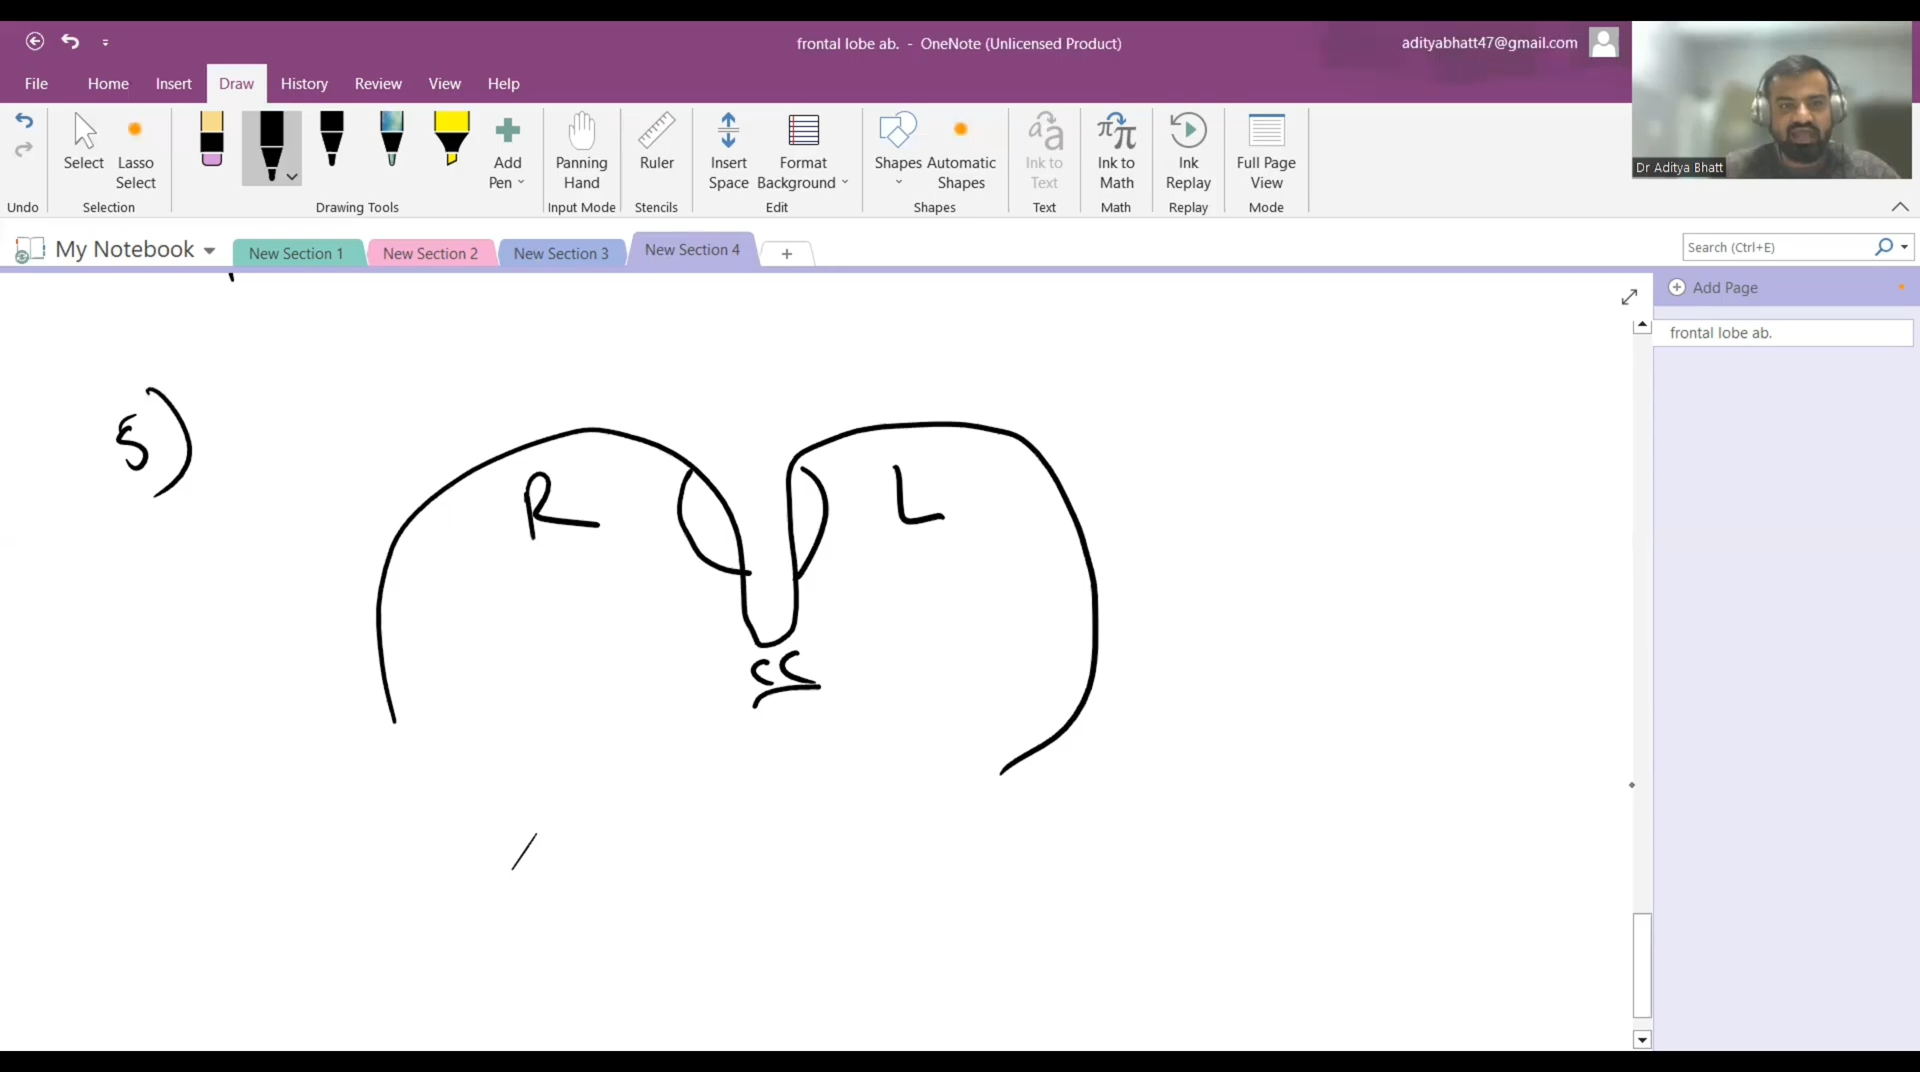 frontal lobe ab. - OneNote (Unlicensed Product)
adityabhatt47@gmail.com
File Home Insert Draw History Review View Help
Select
Lasso Select
Add Pen
Panning Hand
Ruler
Insert Space
Format Background
Shapes
Automatic Shapes
Ink to Text
Ink to Math
Ink Replay
Full Page View
Undo Selection Drawing Tools Input Mode Stencils Edit Shapes Text Math Replay Mode
Dr Aditya Bhatt
My Notebook New Section 1 New Section 2 New Section 3 New Section 4
Search (Ctrl+E)
Add Page
frontal lobe ab.
5)
R L
CC